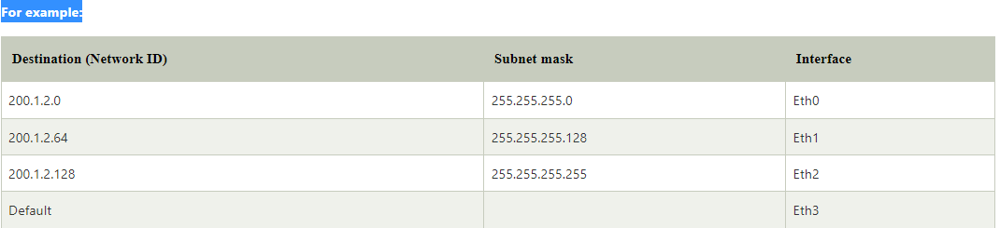 For example:
Destination (Network ID) Subnet mask Interface
200.1.2.0 255.255.255.0 Eth0
200.1.2.64 255.255.255.128 Eth1
200.1.2.128 255.255.255.255 Eth2
Default Eth3